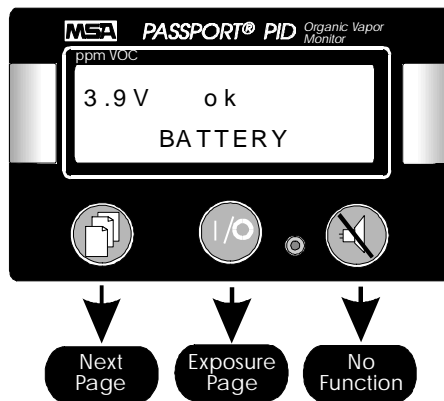 MSA PASSPORT® PID Organic Vapor
Monitor
ppm VOC
3.9V ok
BATTERY
I/O
Next
Page
Exposure
Page
No
Function